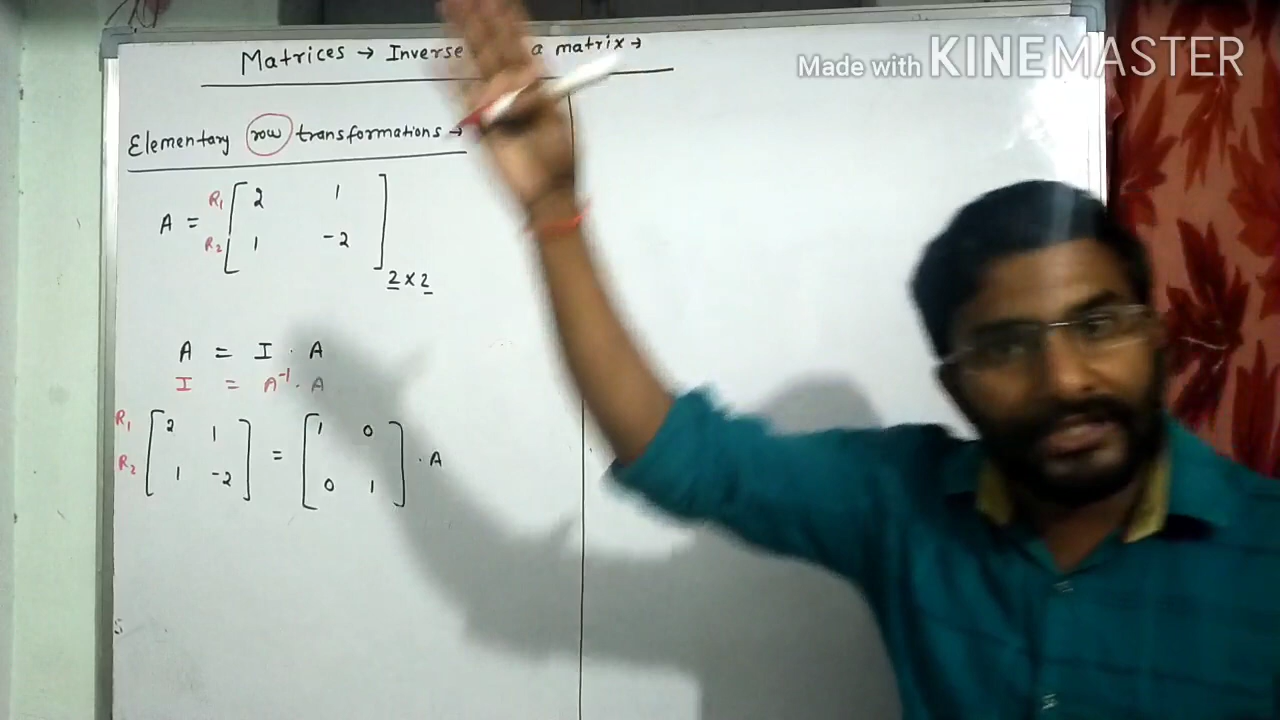 Matrices → Inverse a matrix →
Made with KINEMASTER
Elementary row transformations →
A = R₁ [ 2 1
R₂ 1 -2 ] 2×2
A = I · A
I = A⁻¹ · A
R₁ [ 2 1 ] = [ 1 0 ] · A
R₂ [ 1 -2 ] [ 0 1 ]